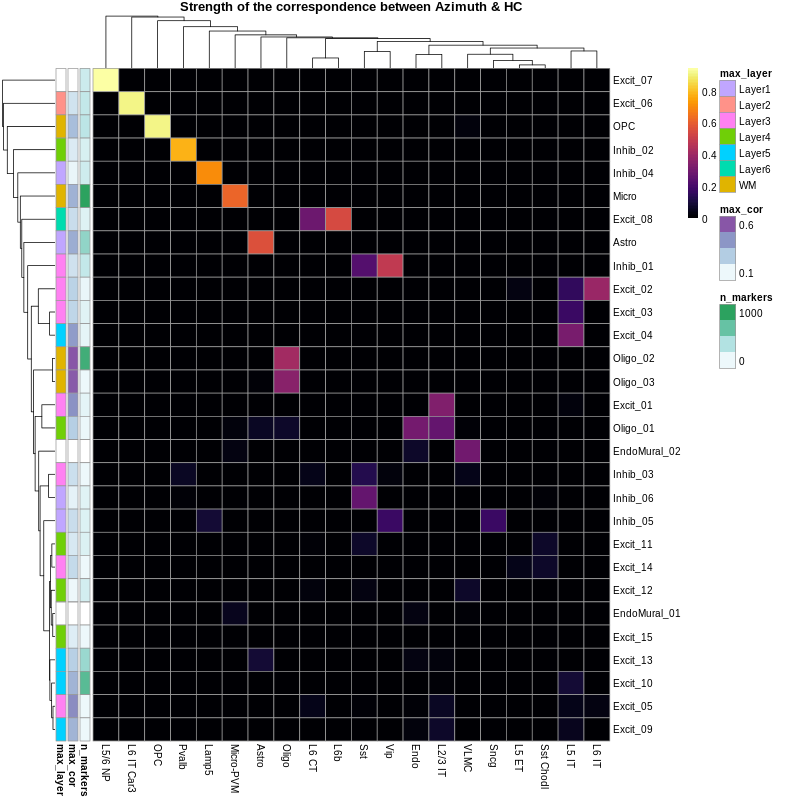 Strength of the correspondence between Azimuth & HC
Excit_07
Excit_06
OPC
Inhib_02
Inhib_04
Micro
Excit_08
Astro
Inhib_01
Excit_02
Excit_03
Excit_04
Oligo_02
Oligo_03
Excit_01
Oligo_01
EndoMural_02
Inhib_03
Inhib_06
Inhib_05
Excit_11
Excit_14
Excit_12
EndoMural_01
Excit_15
Excit_13
Excit_10
Excit_05
Excit_09
max_layer
max_cor
n_markers
L5/6 NP
L6 IT Car3
OPC
Pvalb
Lamp5
Micro-PVM
Astro
Oligo
L6 CT
L6b
Sst
Vip
Endo
L2/3 IT
VLMC
Sncg
L5 ET
Sst Chodl
L5 IT
L6 IT
0.8
0.6
0.4
0.2
0
max_layer
Layer1
Layer2
Layer3
Layer4
Layer5
Layer6
WM
max_cor
0.6
0.1
n_markers
1000
0